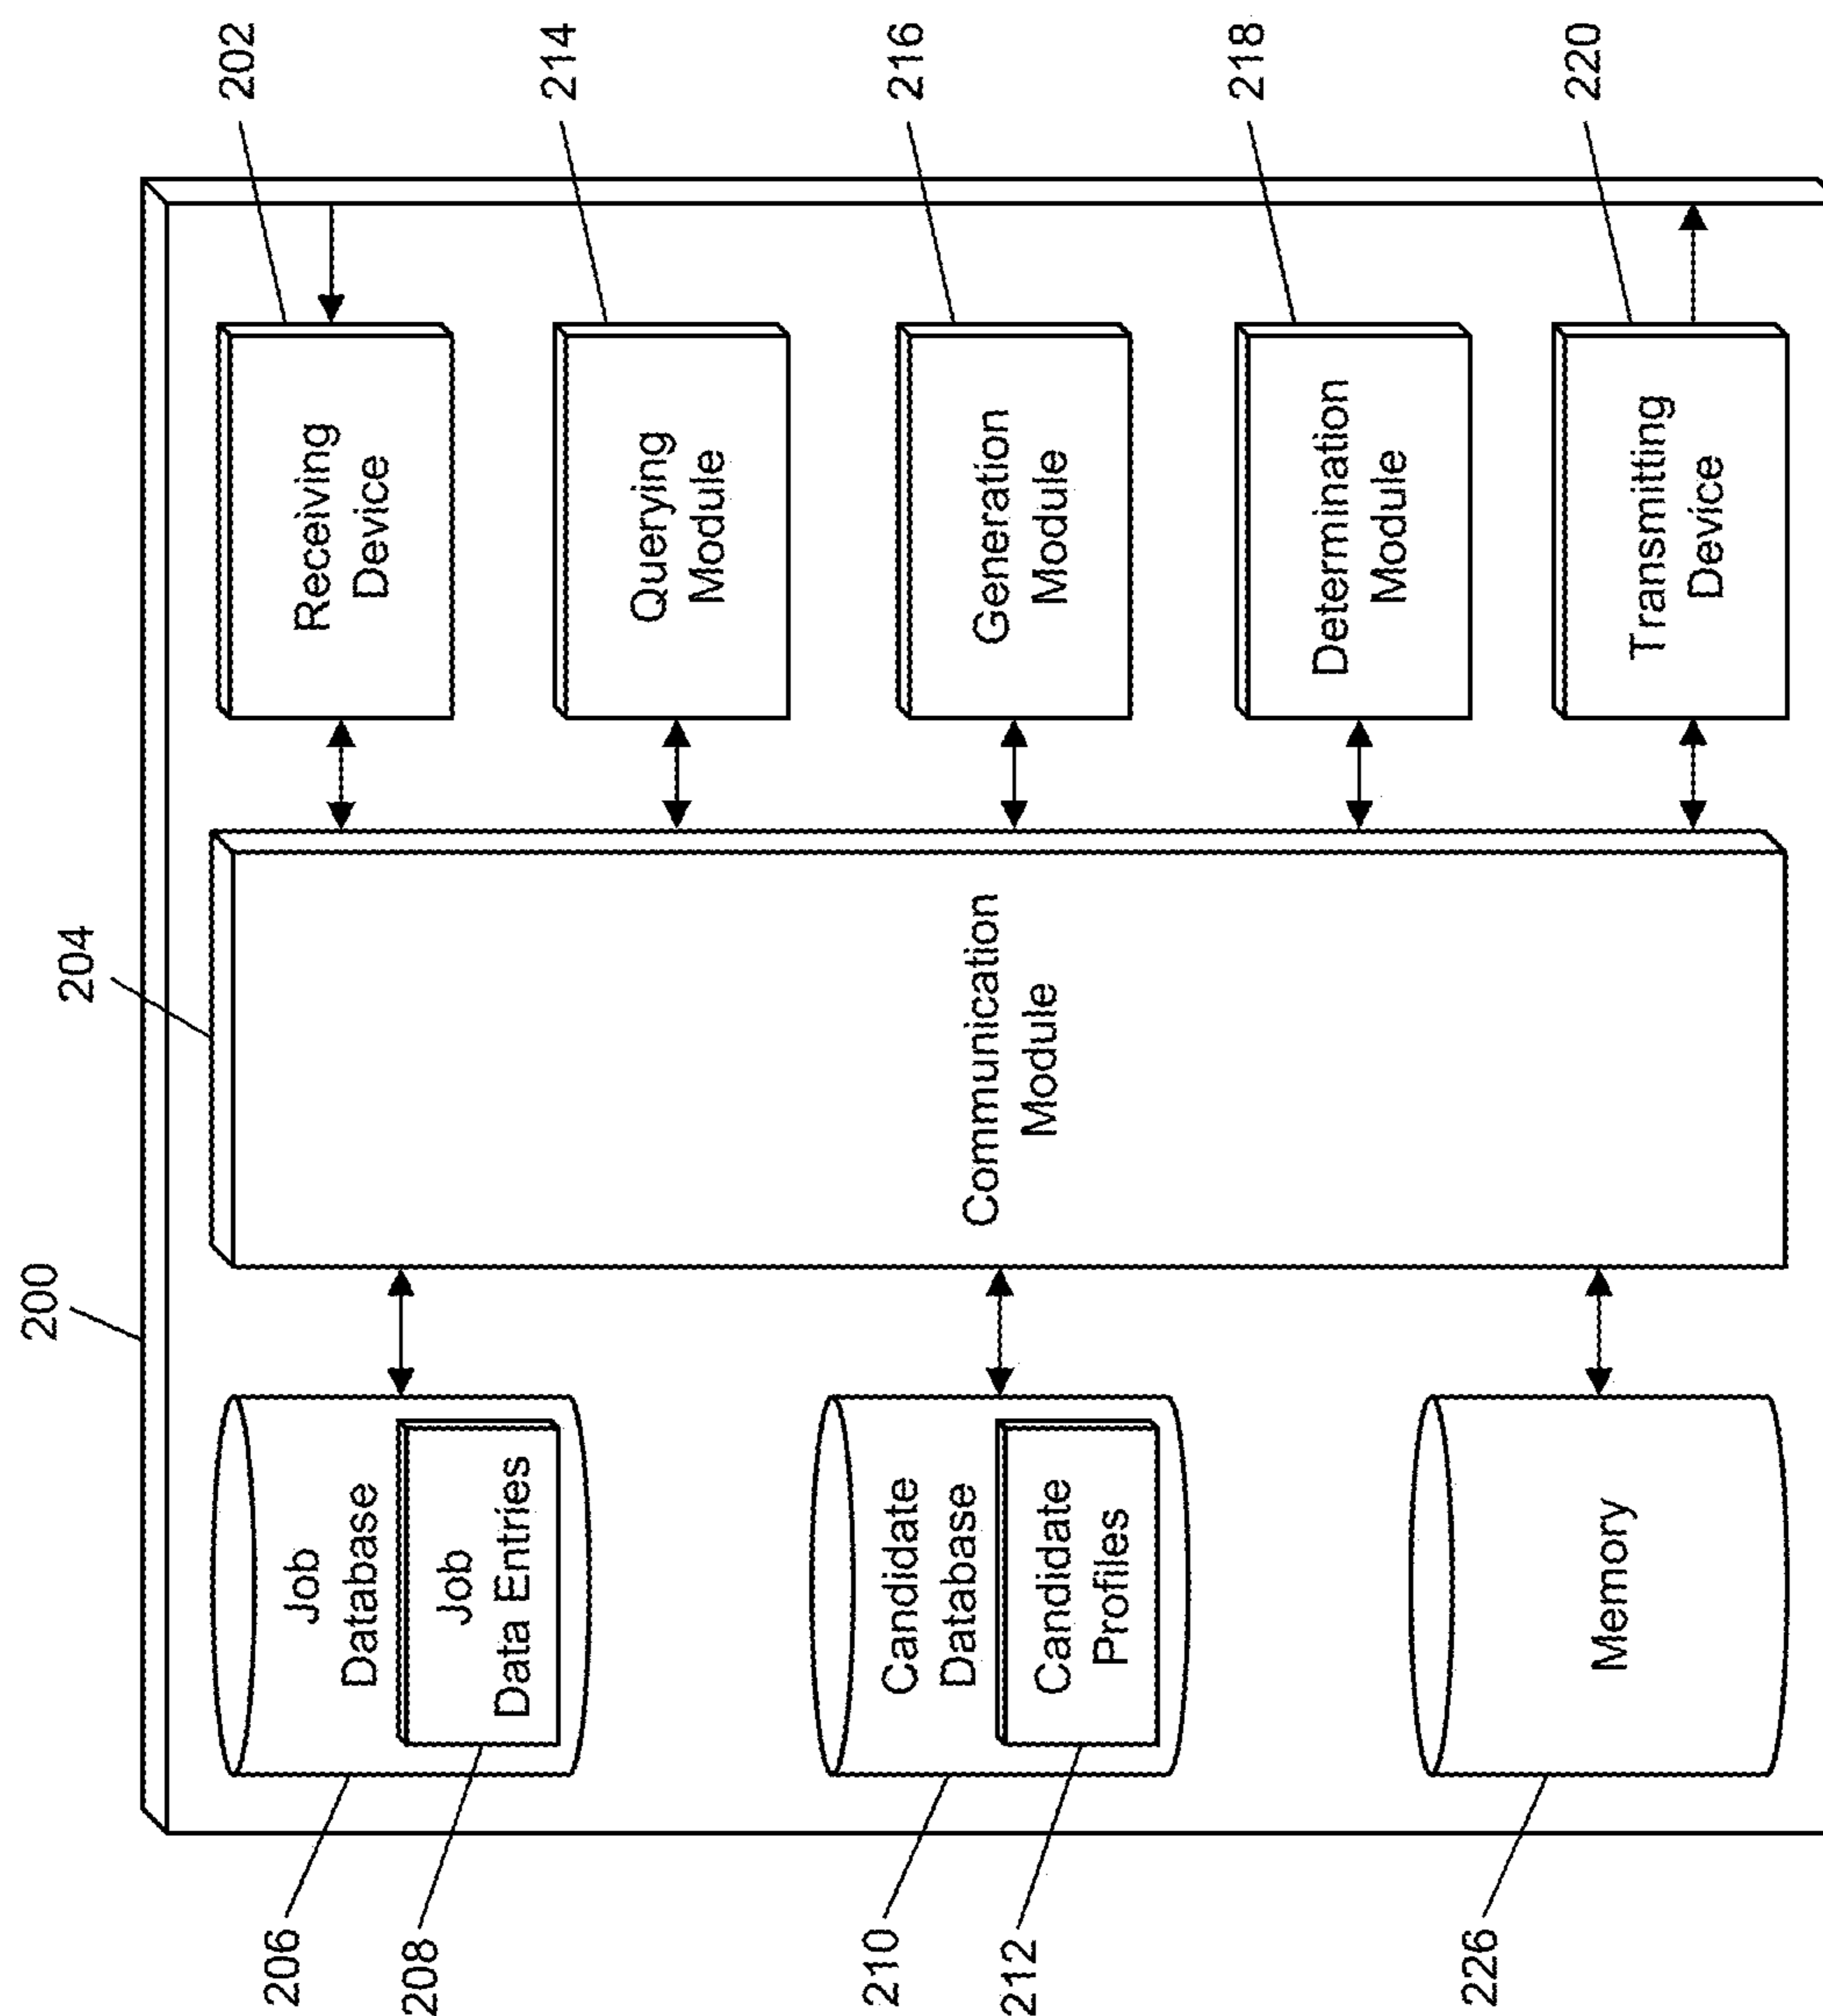 200
204
206
Job
Database
208
Job
Data Entries
210
Candidate
Database
212
Candidate
Profiles
226
Memory
Communication
Module
Receiving
Device
202
Querying
Module
214
Generation
Module
216
Determination
Module
218
Transmitting
Device
220